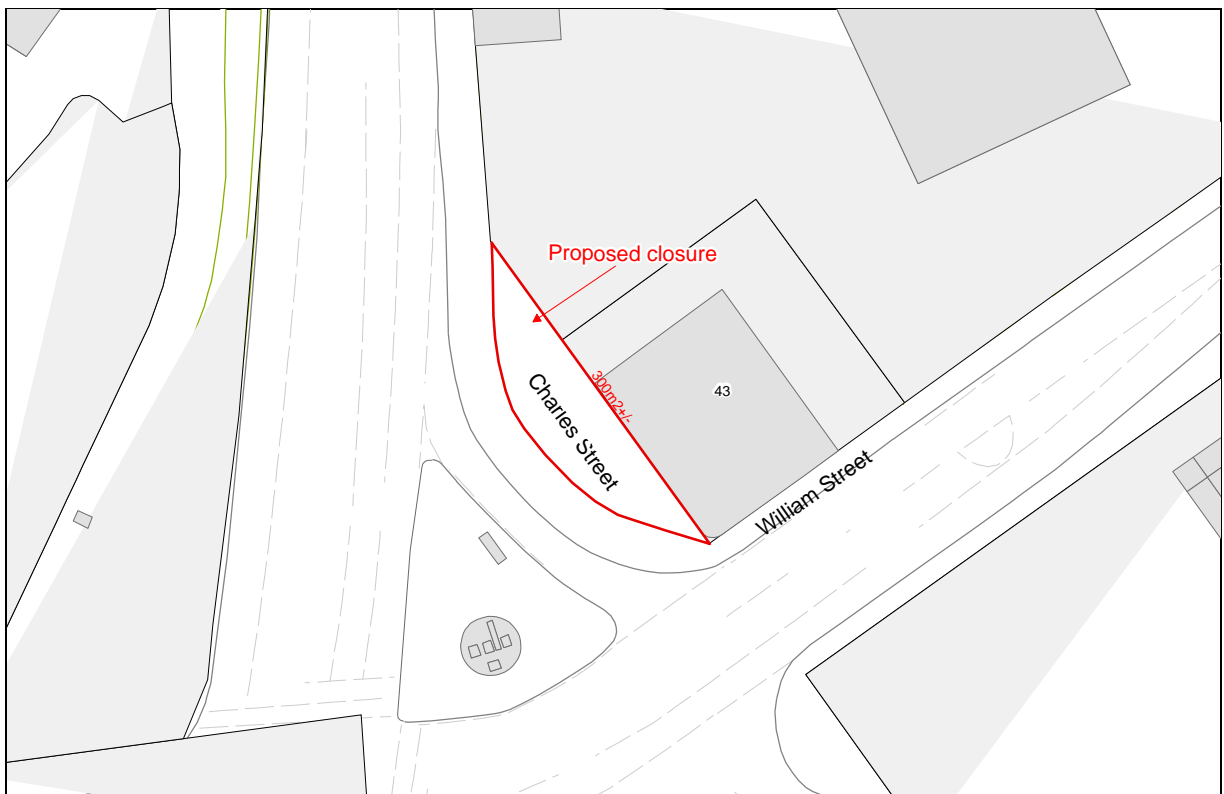 Proposed closure
300m2+/-
43
Charles Street
William Street